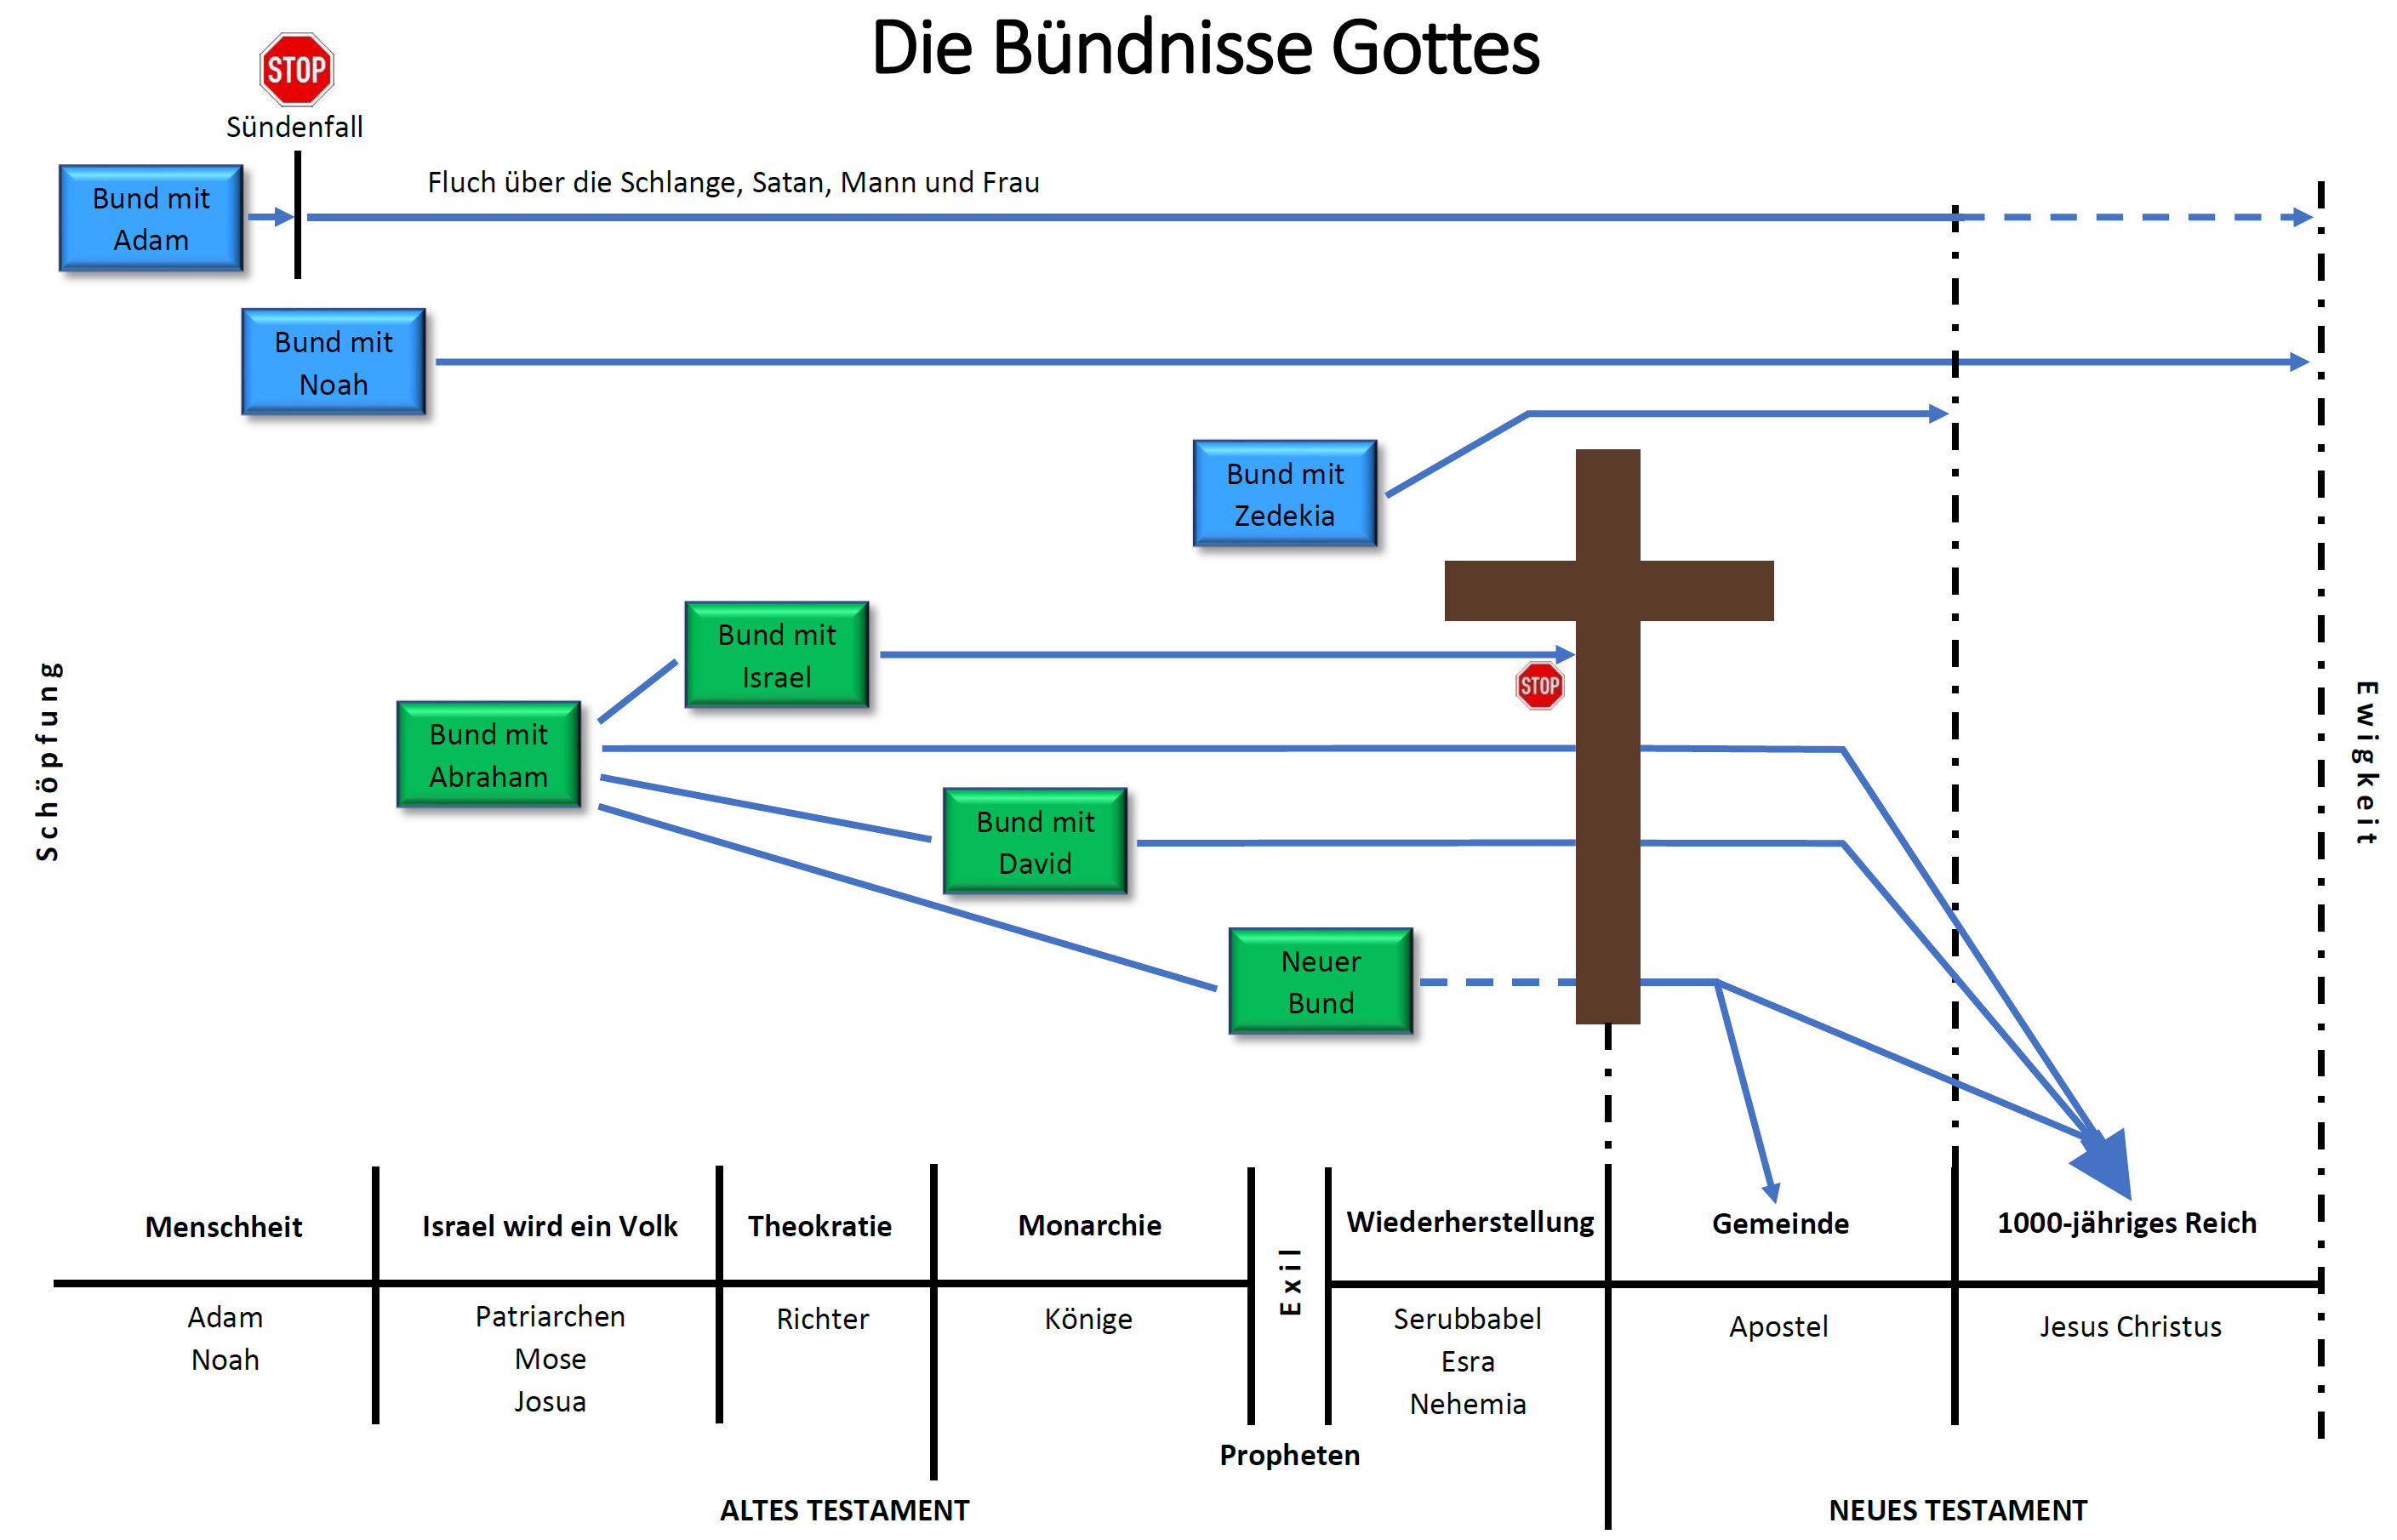 Die Bündnisse Gottes
STOP
Sündenfall
Fluch über die Schlange, Satan, Mann und Frau
Bund mit
Adam
Bund mit
Noah
Bund mit
Zedekia
Bund mit
Israel
STOP
Bund mit
Abraham
Bund mit
David
Neuer
Bund
Schöpfung
Ewigkeit
Menschheit
Israel wird ein Volk
Theokratie
Monarchie
Exil
Wiederherstellung
Gemeinde
1000-jähriges Reich
Adam
Noah
Patriarchen
Mose
Josua
Richter
Könige
Serubbabel
Esra
Nehemia
Apostel
Jesus Christus
Propheten
ALTES TESTAMENT
NEUES TESTAMENT